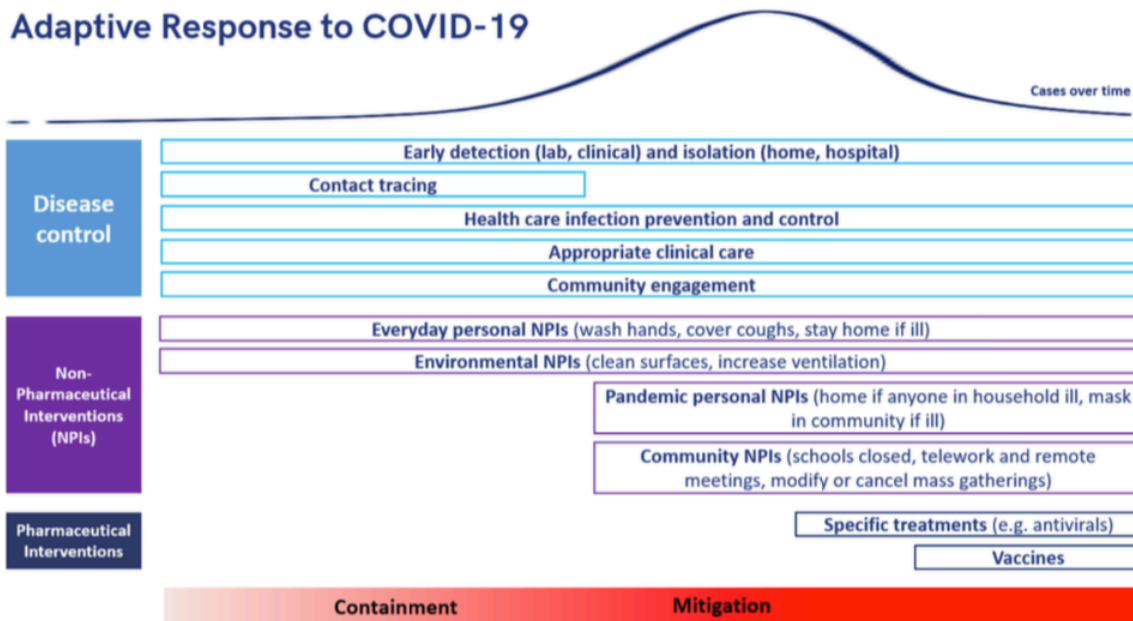 Adaptive Response to COVID-19
Cases over time
Disease
control
Early detection (lab, clinical) and isolation (home, hospital)
Contact tracing
Health care infection prevention and control
Appropriate clinical care
Community engagement
Non-
Pharmaceutical
Interventions
(NPIs)
Everyday personal NPIs (wash hands, cover coughs, stay home if ill)
Environmental NPIs (clean surfaces, increase ventilation)
Pandemic personal NPIs (home if anyone in household ill, mask
in community if ill)
Community NPIs (schools closed, telework and remote
meetings, modify or cancel mass gatherings)
Pharmaceutical
Interventions
Specific treatments (e.g. antivirals)
Vaccines
Containment
Mitigation